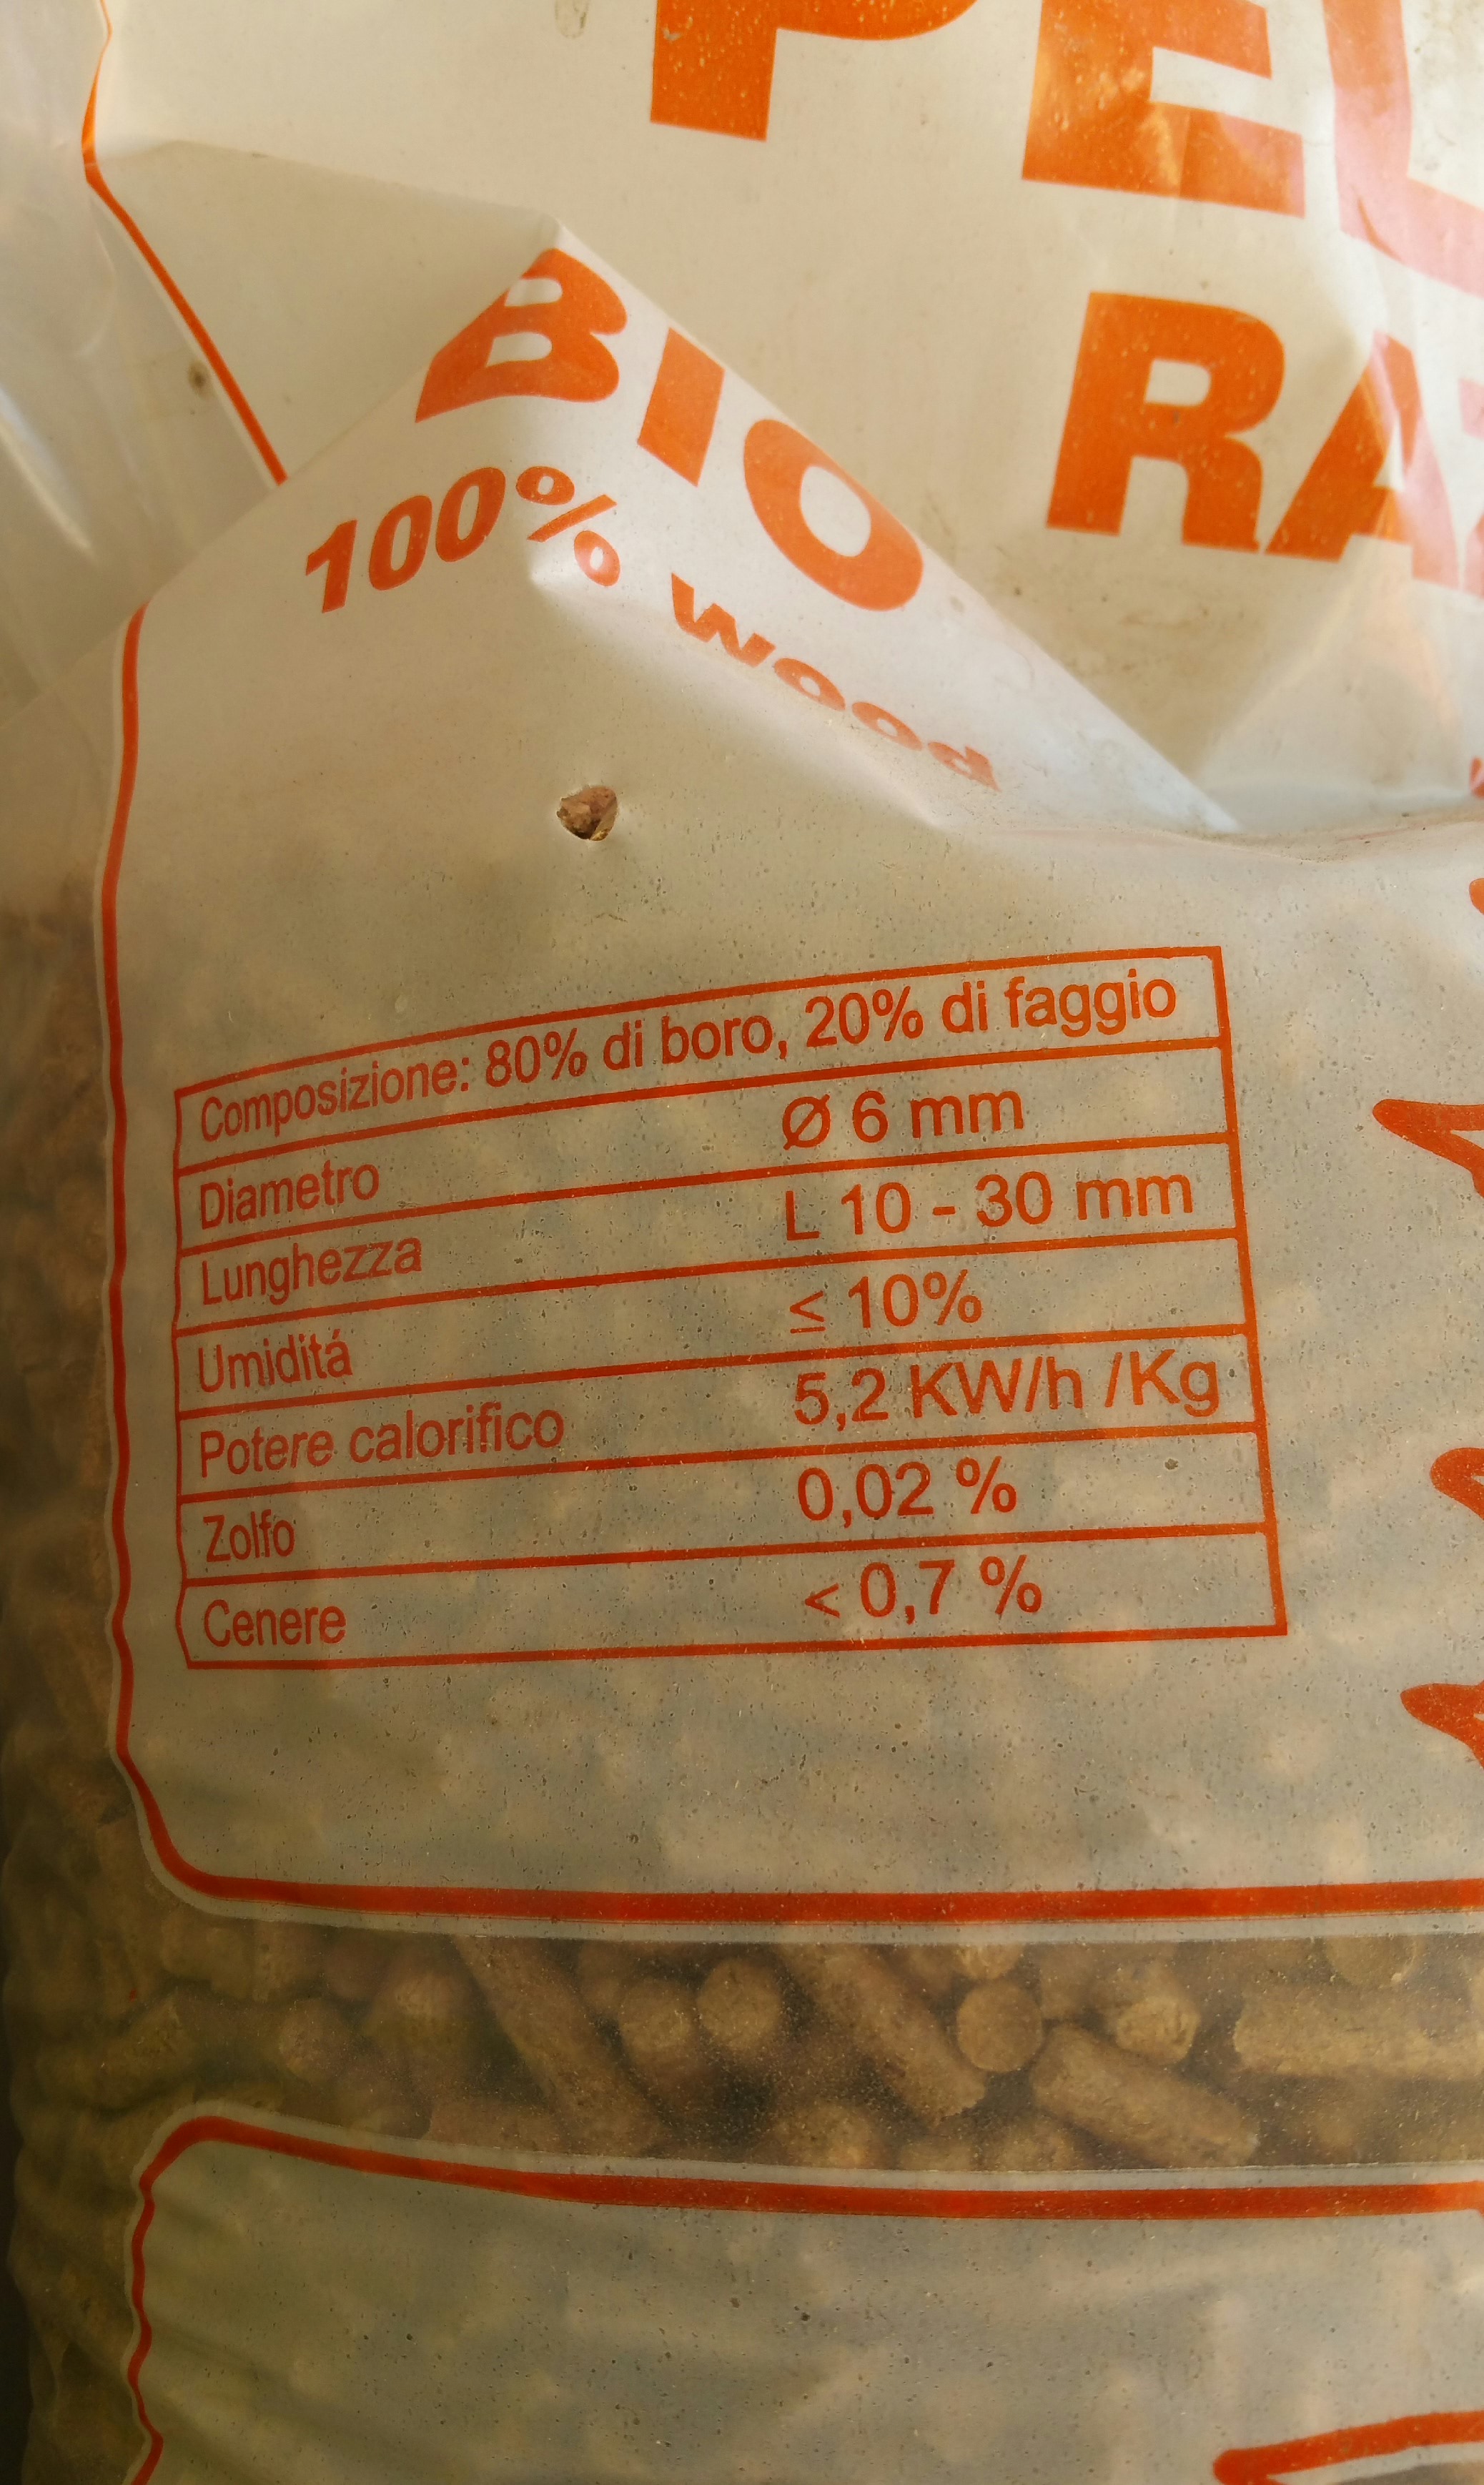 BIO
100% wood
Composizione: 80% di boro, 20% di faggio
Diametro Ø 6 mm
Lunghezza L 10 - 30 mm
Umiditá ≤ 10%
Potere calorifico 5,2 KW/h /Kg
Zolfo 0,02 %
Cenere < 0,7 %